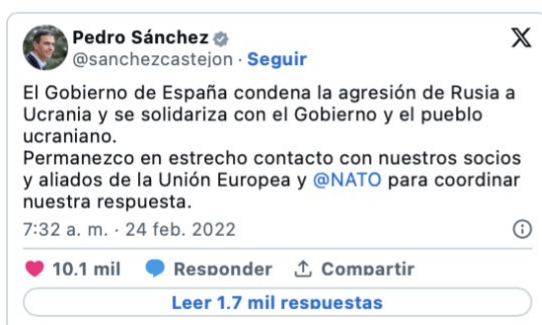 Pedro Sánchez
@sanchezcastejon · Seguir
El Gobierno de España condena la agresión de Rusia a
Ucrania y se solidariza con el Gobierno y el pueblo
ucraniano.
Permanezco en estrecho contacto con nuestros socios
y aliados de la Unión Europea y @NATO para coordinar
nuestra respuesta.
7:32 a. m. · 24 feb. 2022
10.1 mil Responder Compartir
Leer 1.7 mil respuestas